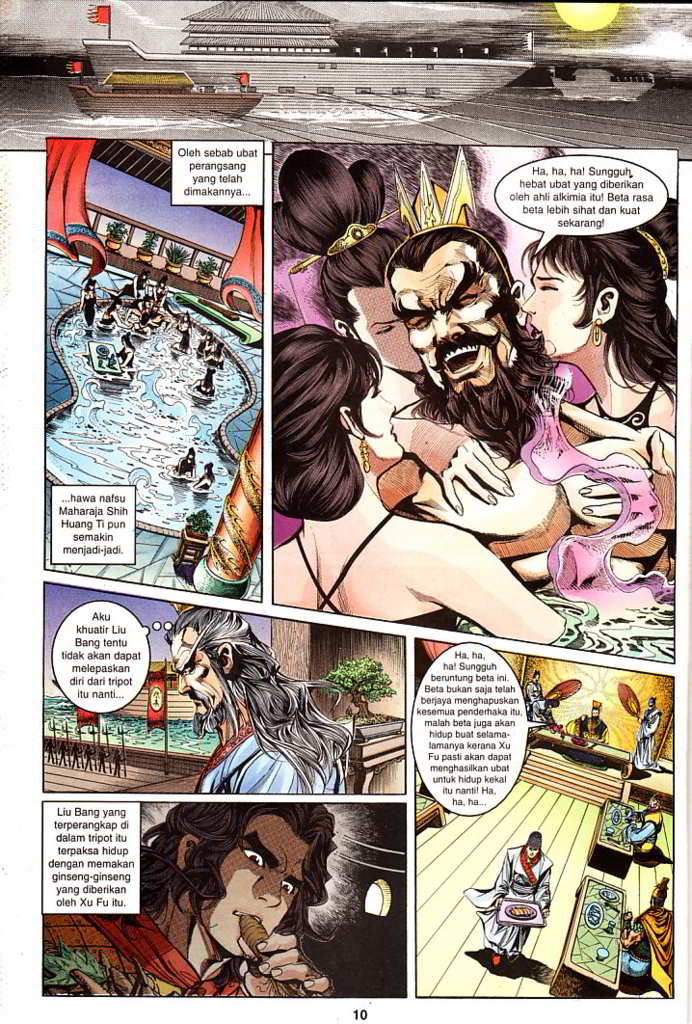 Oleh sebab ubat
perangsang
yang telah
dimakannya...
Ha, ha, ha! Sungguh
hebat ubat yang diberikan
oleh ahli alkimia itu! Beta rasa
beta lebih sihat dan kuat
sekarang!
...hawa nafsu
Maharaja Shih
Huang Ti pun
semakin
menjadi-jadi.
Aku
khuatir Liu
Bang tentu
tidak akan dapat
melepaskan
diri dari tripot
itu nanti...
Ha, ha,
ha! Sungguh
beruntung beta ini.
Beta bukan saja telah
berjaya menghapuskan
kesemua penderhaka itu,
malah beta juga akan
hidup buat selama-
lamanya kerana Xu
Fu pasti akan dapat
menghasilkan ubat
untuk hidup kekal
itu nanti! Ha,
ha, ha...
Liu Bang yang
terperangkap di
dalam tripot itu
terpaksa hidup
dengan memakan
ginseng-ginseng
yang diberikan
oleh Xu Fu itu.
10